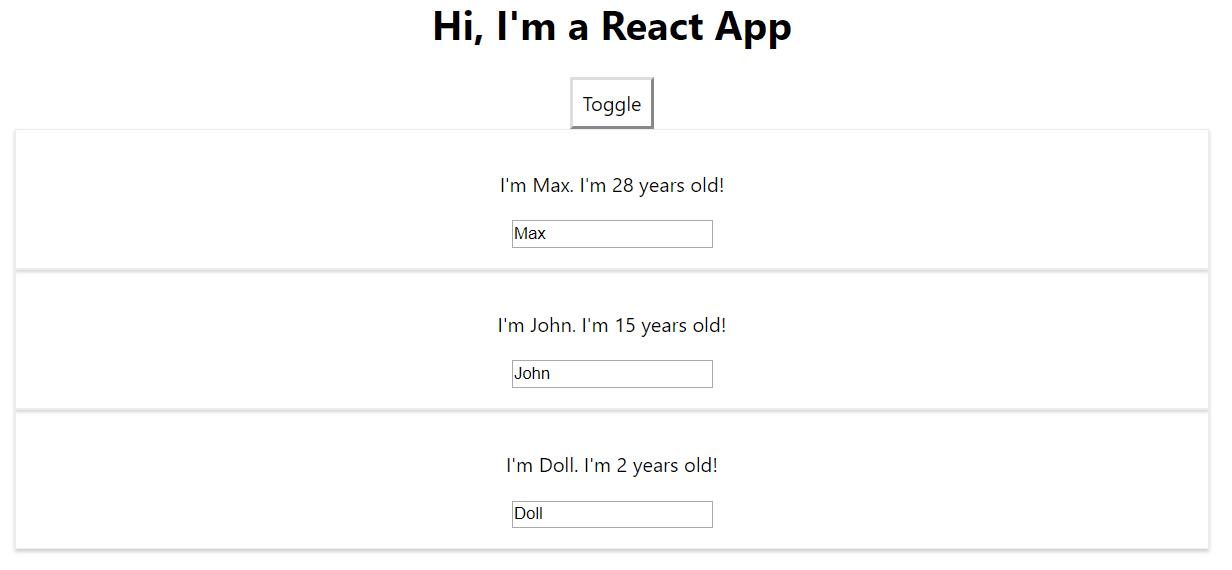 Hi, I'm a React App
Toggle
I'm Max. I'm 28 years old!
Max
I'm John. I'm 15 years old!
John
I'm Doll. I'm 2 years old!
Doll